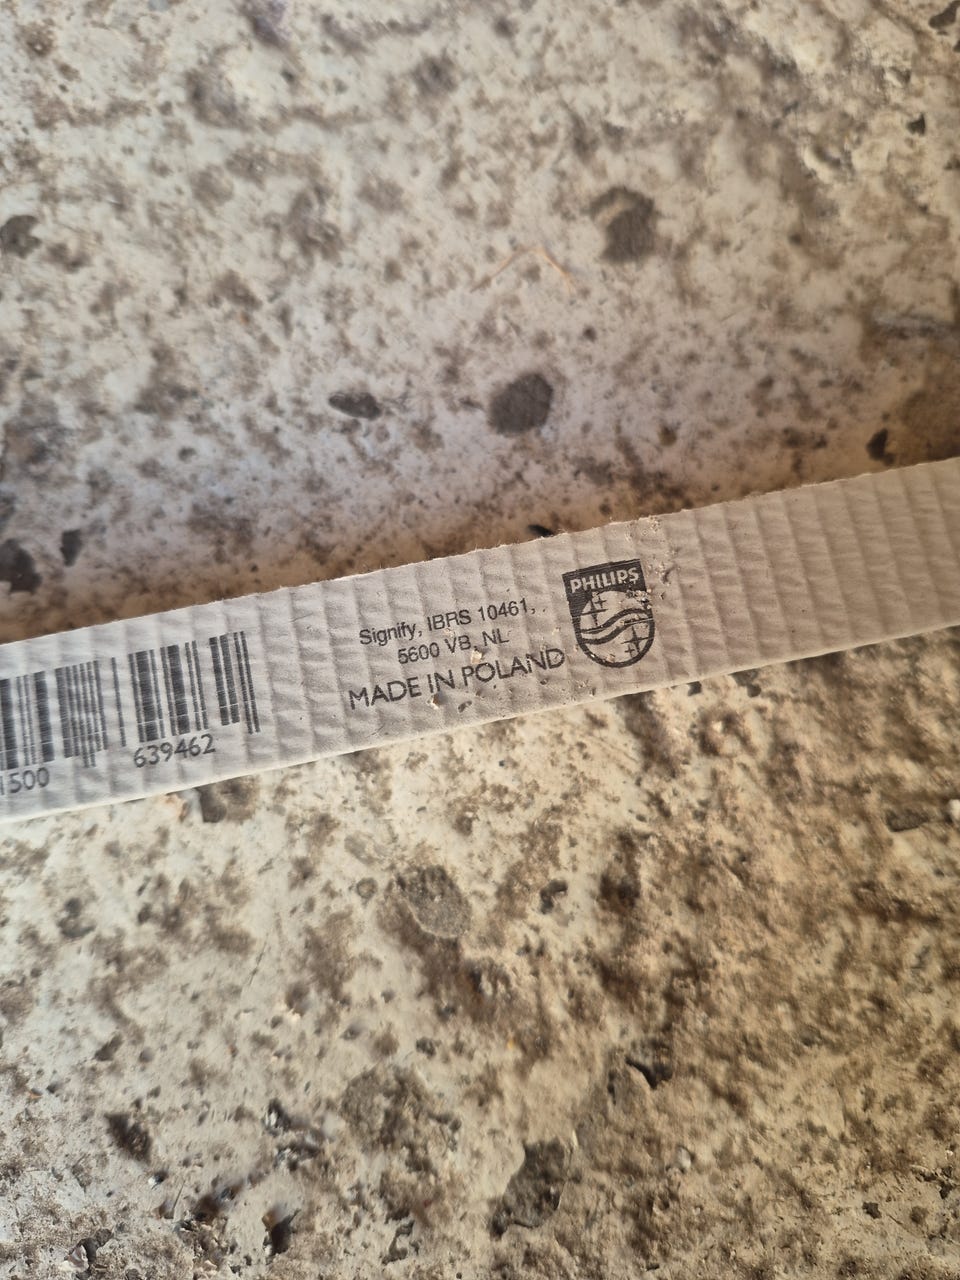 1500 639462
Signify, IBRS 10461,
5600 VB, NL
MADE IN POLAND
PHILIPS